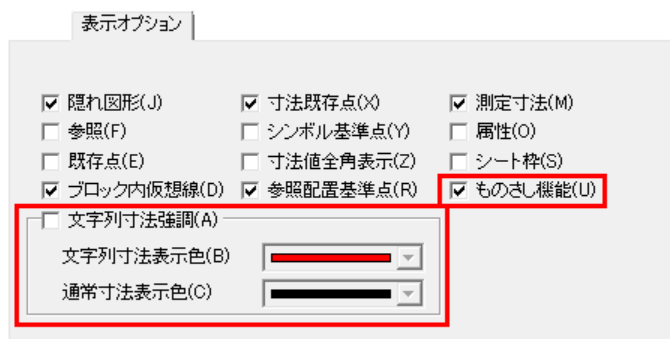 表示オプション
隠れ図形(J) 寸法既存点(X) 測定寸法(M)
参照(F) シンボル基準点(Y) 属性(O)
既存点(E) 寸法値全角表示(Z) シート枠(S)
ブロック内仮想線(D) 参照配置基準点(R) ものさし機能(U)
文字列寸法強調(A)
文字列寸法表示色(B)
通常寸法表示色(C)